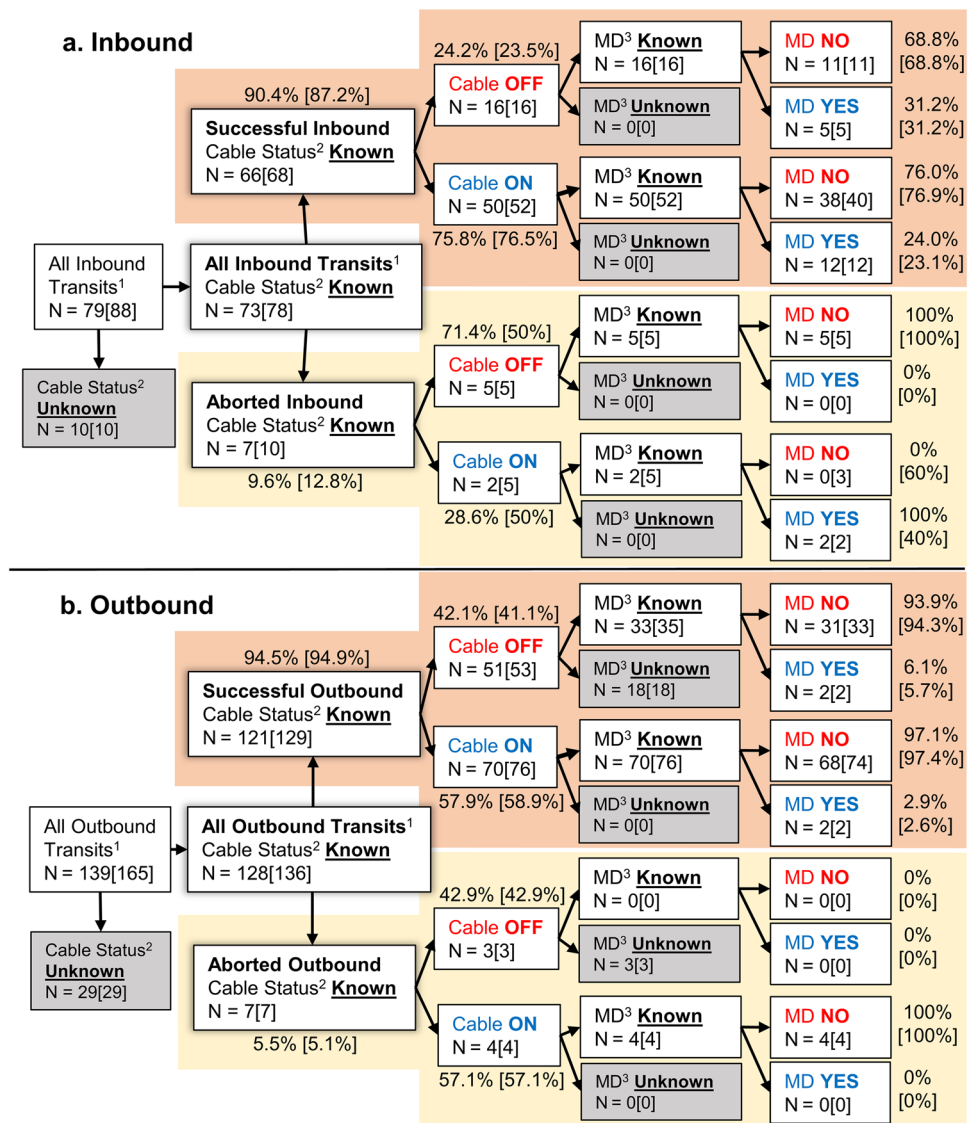 a. Inbound
All Inbound
Transits¹
N = 79[88]
Cable Status²
Unknown
N = 10[10]
All Inbound Transits¹
Cable Status² Known
N = 73[78]
90.4% [87.2%]
Successful Inbound
Cable Status² Known
N = 66[68]
24.2% [23.5%]
Cable OFF
N = 16[16]
MD³ Known
N = 16[16]
MD³ Unknown
N = 0[0]
MD NO
N = 11[11]
68.8%
[68.8%]
MD YES
N = 5[5]
31.2%
[31.2%]
Cable ON
N = 50[52]
75.8% [76.5%]
MD³ Known
N = 50[52]
MD³ Unknown
N = 0[0]
MD NO
N = 38[40]
76.0%
[76.9%]
MD YES
N = 12[12]
24.0%
[23.1%]
Aborted Inbound
Cable Status² Known
N = 7[10]
9.6% [12.8%]
71.4% [50%]
Cable OFF
N = 5[5]
MD³ Known
N = 5[5]
MD³ Unknown
N = 0[0]
MD NO
N = 5[5]
100%
[100%]
MD YES
N = 0[0]
0%
[0%]
Cable ON
N = 2[5]
28.6% [50%]
MD³ Known
N = 2[5]
MD³ Unknown
N = 0[0]
MD NO
N = 0[3]
0%
[60%]
MD YES
N = 2[2]
100%
[40%]
b. Outbound
All Outbound
Transits¹
N = 139[165]
Cable Status²
Unknown
N = 29[29]
All Outbound Transits¹
Cable Status² Known
N = 128[136]
94.5% [94.9%]
Successful Outbound
Cable Status² Known
N = 121[129]
42.1% [41.1%]
Cable OFF
N = 51[53]
MD³ Known
N = 33[35]
MD³ Unknown
N = 18[18]
MD NO
N = 31[33]
93.9%
[94.3%]
MD YES
N = 2[2]
6.1%
[5.7%]
Cable ON
N = 70[76]
57.9% [58.9%]
MD³ Known
N = 70[76]
MD³ Unknown
N = 0[0]
MD NO
N = 68[74]
97.1%
[97.4%]
MD YES
N = 2[2]
2.9%
[2.6%]
Aborted Outbound
Cable Status² Known
N = 7[7]
5.5% [5.1%]
42.9% [42.9%]
Cable OFF
N = 3[3]
MD³ Known
N = 0[0]
MD³ Unknown
N = 3[3]
MD NO
N = 0[0]
0%
[0%]
MD YES
N = 0[0]
0%
[0%]
Cable ON
N = 4[4]
57.1% [57.1%]
MD³ Known
N = 4[4]
MD³ Unknown
N = 0[0]
MD NO
N = 4[4]
100%
[100%]
MD YES
N = 0[0]
0%
[0%]